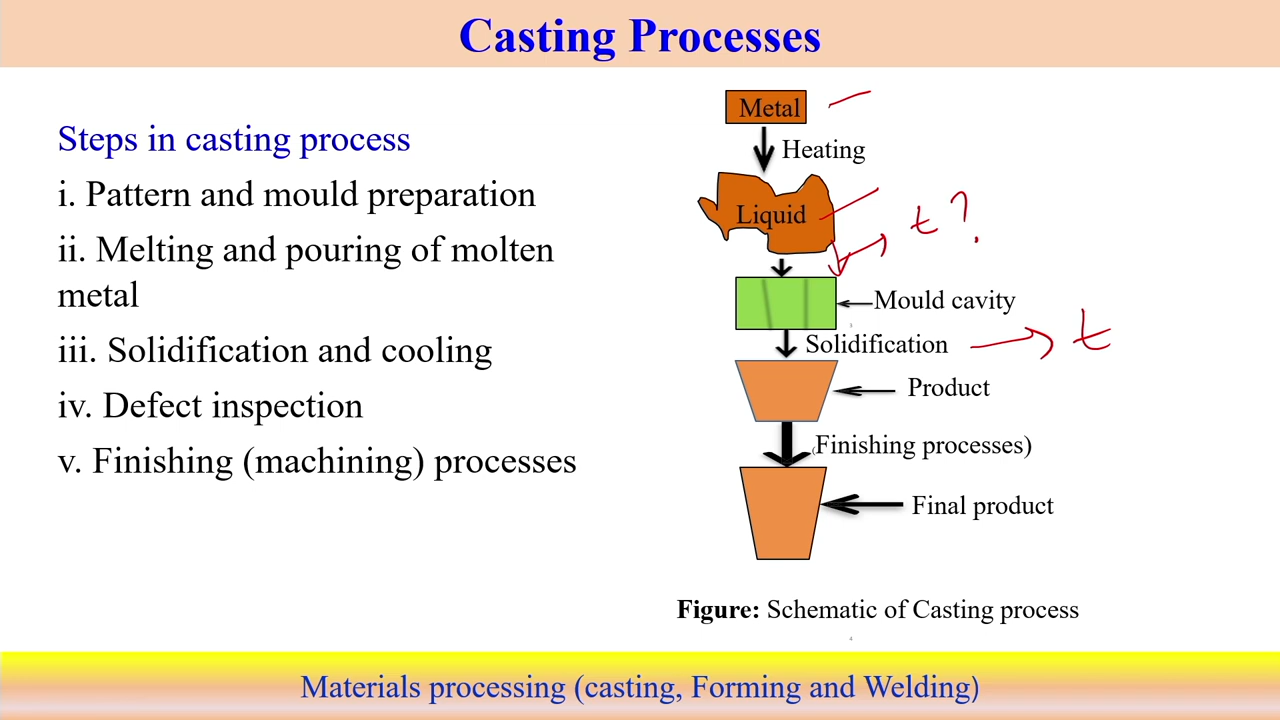 Casting Processes
Steps in casting process
i. Pattern and mould preparation
ii. Melting and pouring of molten
metal
iii. Solidification and cooling
iv. Defect inspection
v. Finishing (machining) processes
Metal
Heating
Liquid
t?
Mould cavity
Solidification
t
Product
(Finishing processes)
Final product
Figure: Schematic of Casting process
Materials processing (casting, Forming and Welding)